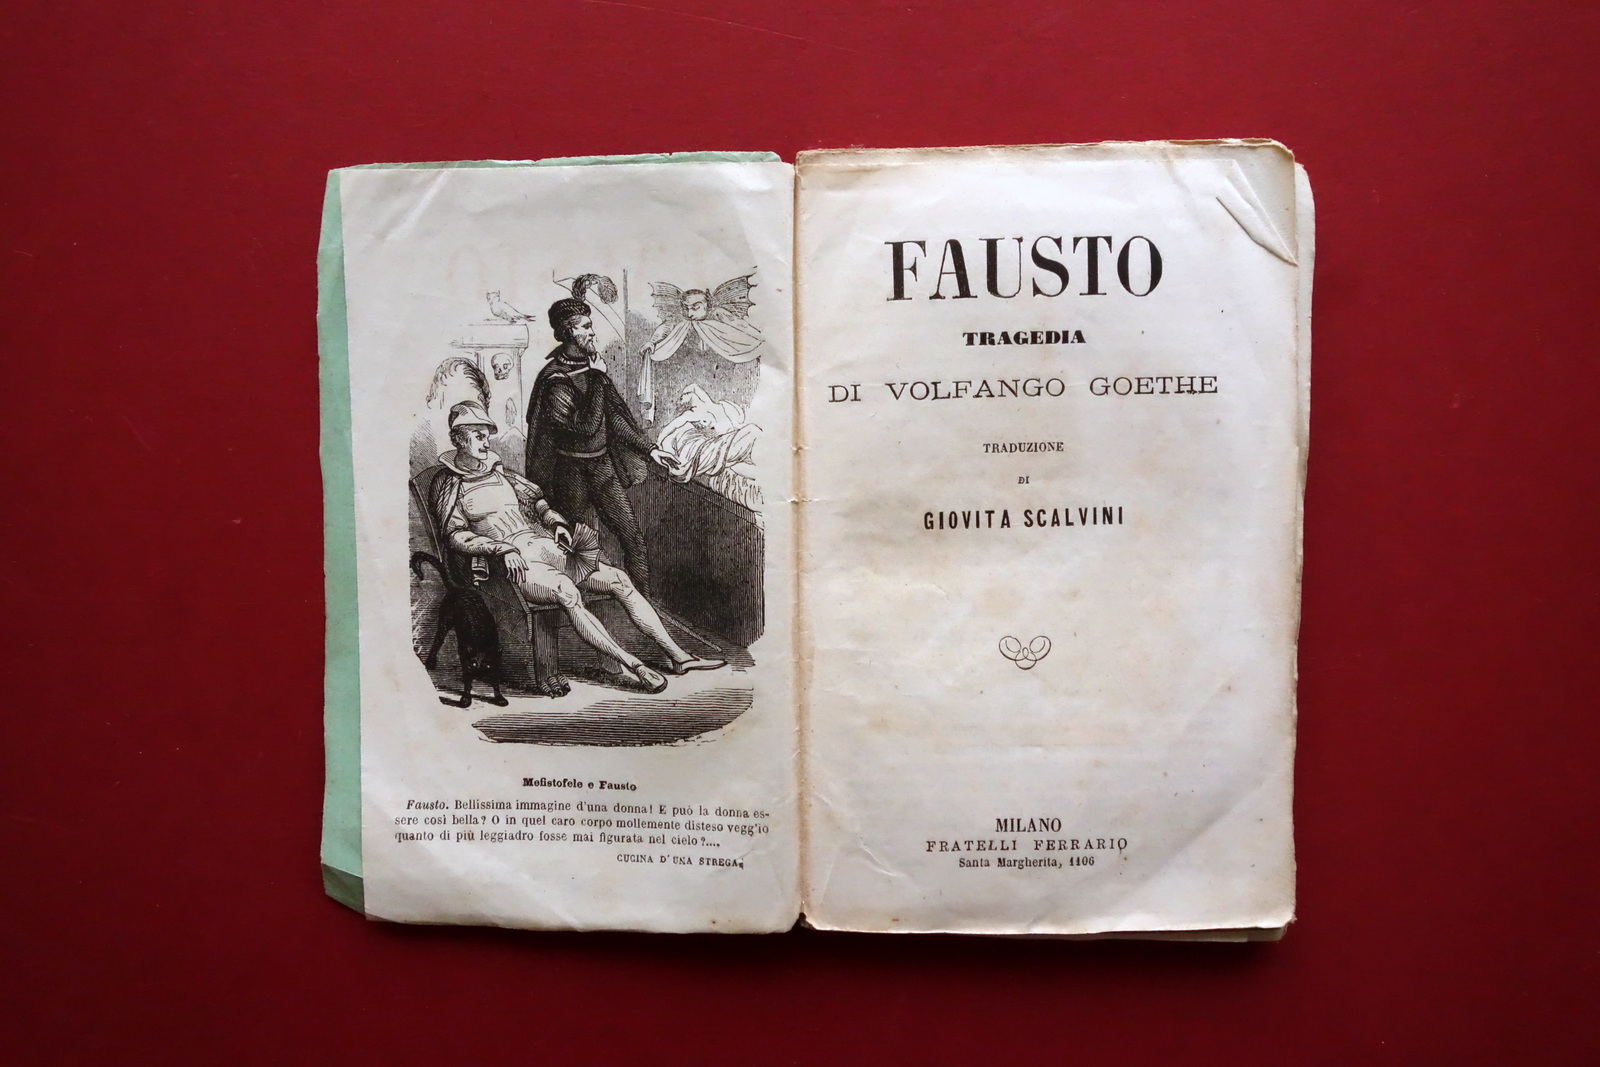 Mefistofele e Fausto
Fausto. Bellissima immagine d'una donna! E può la donna es-
sere così bella? O in quel caro corpo mollemente disteso vegg'io
quanto di più leggiadro fosse mai figurata nel cielo?....
CUCINA D'UNA STREGA.
FAUSTO
TRAGEDIA
DI VOLFANGO GOETHE
TRADUZIONE
DI
GIOVITA SCALVINI
MILANO
FRATELLI FERRARIO
Santa Margherita, 1106